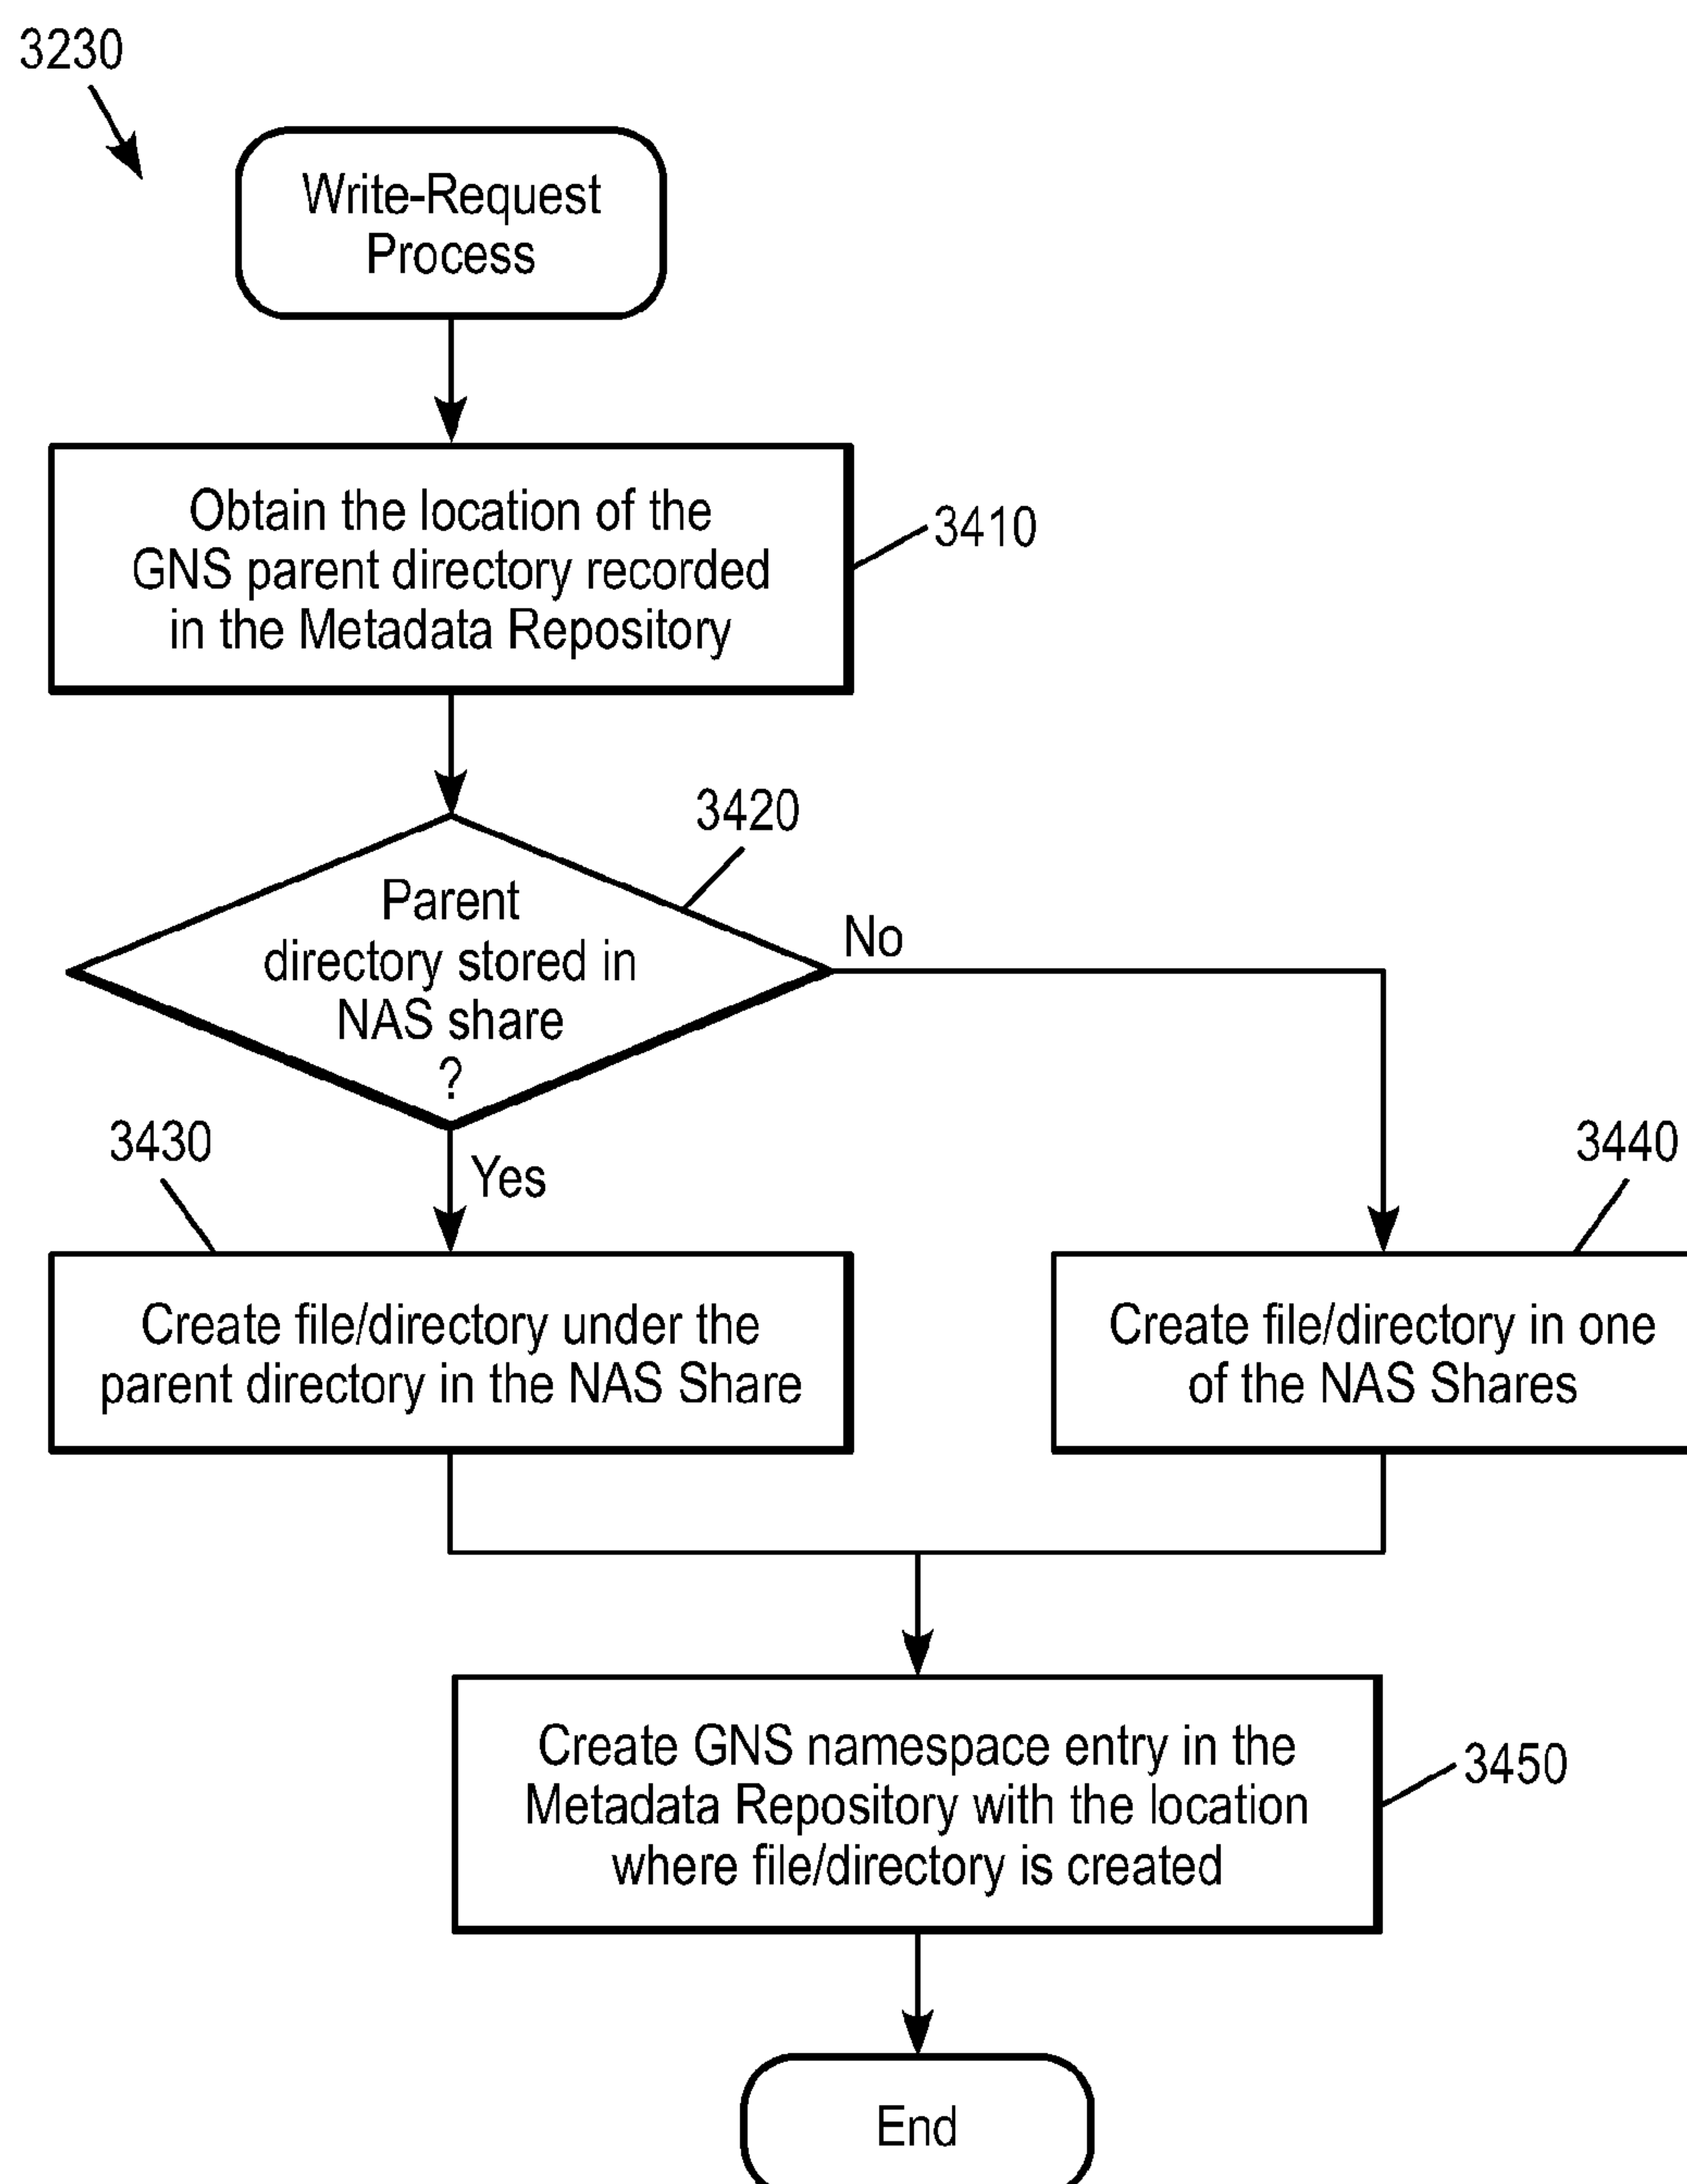 3230
Write-Request
Process
Obtain the location of the
GNS parent directory recorded
in the Metadata Repository
3410
3420
Parent
directory stored in
NAS share
?
No
Yes
3430
3440
Create file/directory under the
parent directory in the NAS Share
Create file/directory in one
of the NAS Shares
Create GNS namespace entry in the
Metadata Repository with the location
where file/directory is created
3450
End